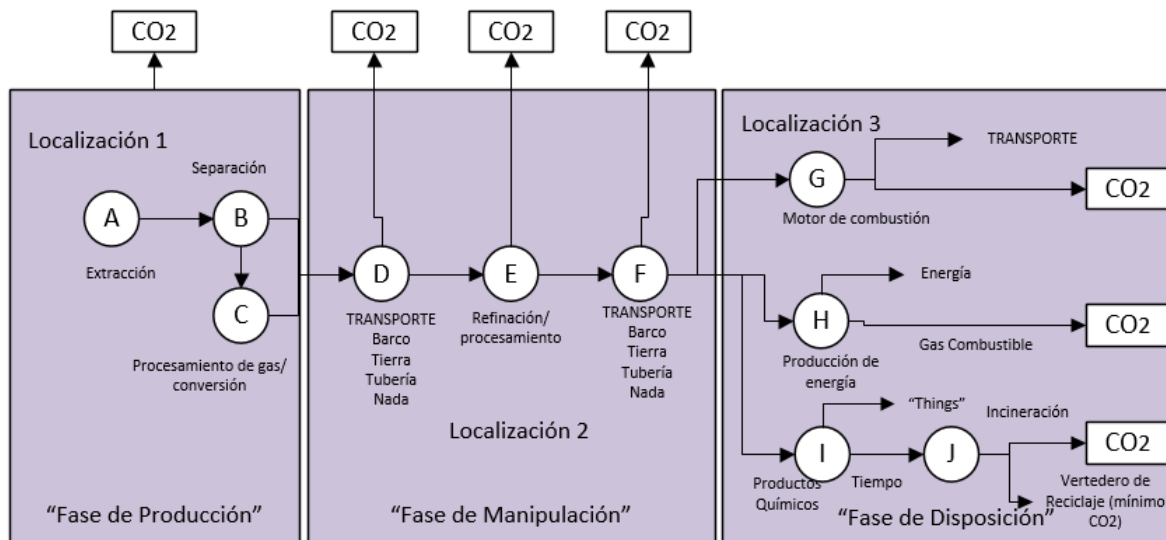 CO2
CO2
CO2
CO2
Localización 1
Separación
A
B
Extracción
C
Procesamiento de gas/
conversión
"Fase de Producción"
D
TRANSPORTE
Barco
Tierra
Tubería
Nada
E
Refinación/
procesamiento
F
TRANSPORTE
Barco
Tierra
Tubería
Nada
Localización 2
"Fase de Manipulación"
Localización 3
TRANSPORTE
G
CO2
Motor de combustión
Energía
H
CO2
Gas Combustible
Producción de
energía
"Things"
Incineración
I
J
CO2
Productos
Químicos
Tiempo
Vertedero de
Reciclaje (mínimo
CO2)
"Fase de Disposición"